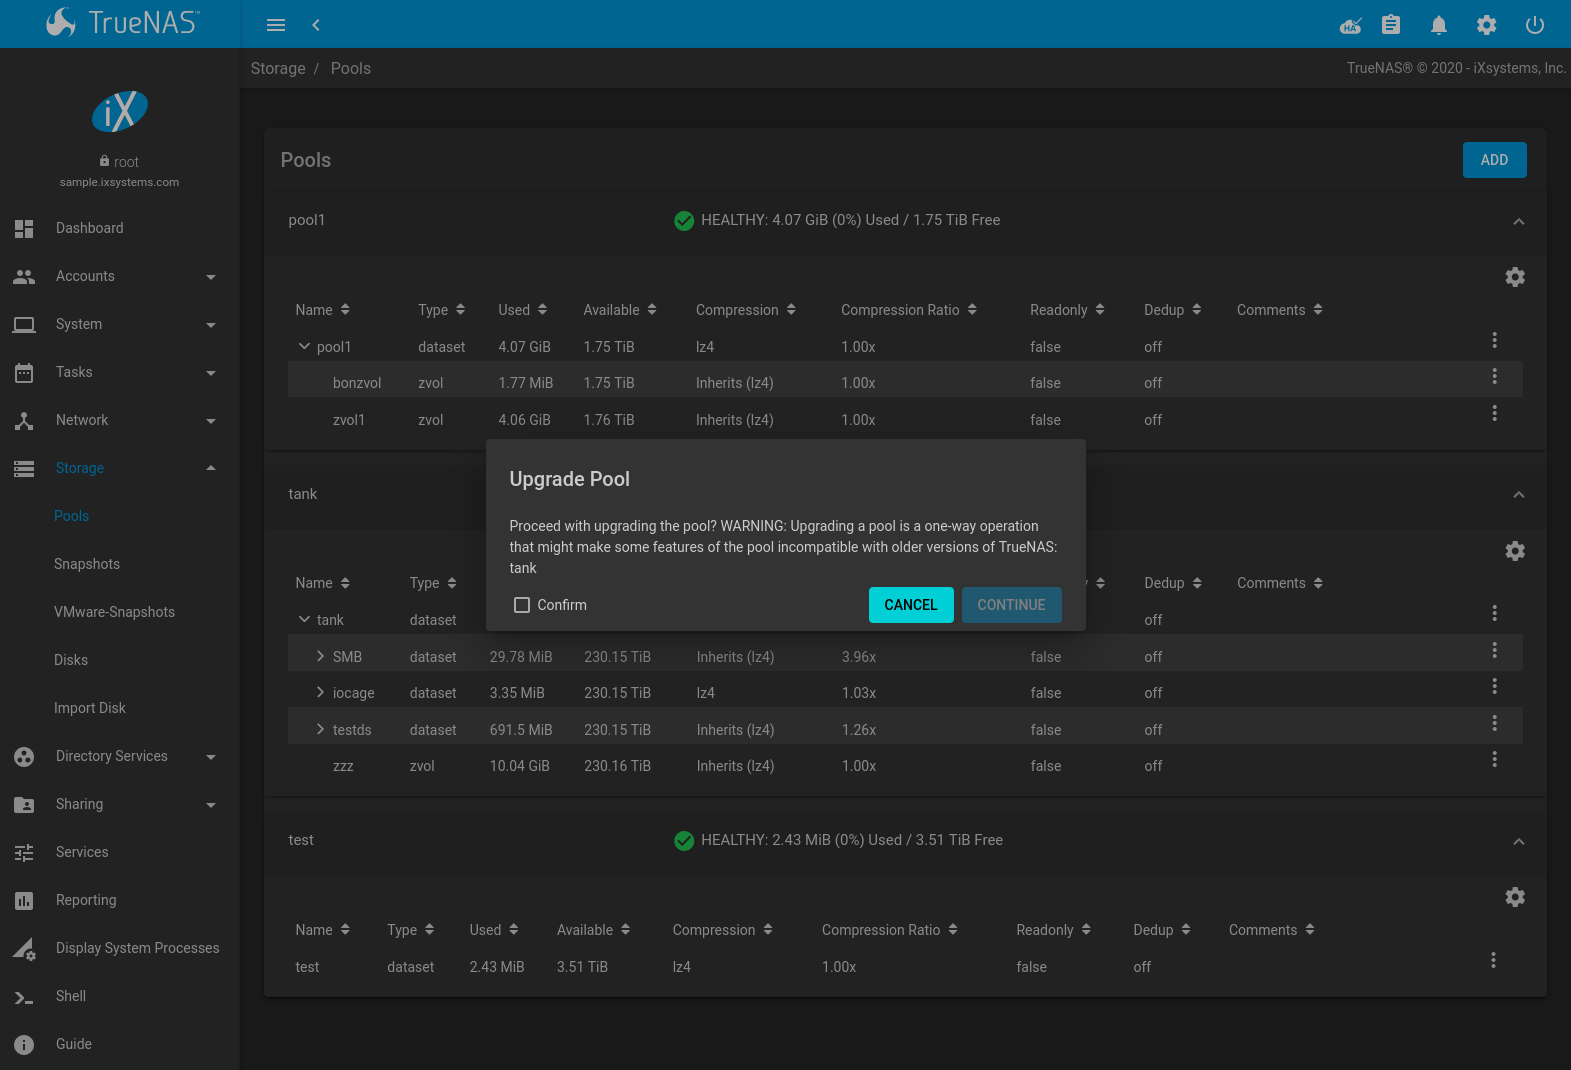 TrueNAS™
HA
Storage / Pools
TrueNAS® © 2020 - iXsystems, Inc.
iX
root
sample.ixsystems.com
Dashboard
Accounts
System
Tasks
Network
Storage
Pools
Snapshots
VMware-Snapshots
Disks
Import Disk
Directory Services
Sharing
Services
Reporting
Display System Processes
Shell
Guide
Pools
ADD
pool1 HEALTHY: 4.07 GiB (0%) Used / 1.75 TiB Free
Name Type Used Available Compression Compression Ratio Readonly Dedup Comments
pool1 dataset 4.07 GiB 1.75 TiB lz4 1.00x false off
bonzvol zvol 1.77 MiB 1.75 TiB Inherits (lz4) 1.00x false off
zvol1 zvol 4.06 GiB 1.76 TiB Inherits (lz4) 1.00x false off
tank
Upgrade Pool
Proceed with upgrading the pool? WARNING: Upgrading a pool is a one-way operation
that might make some features of the pool incompatible with older versions of TrueNAS:
tank
Confirm CANCEL CONTINUE
Name Type Dedup Comments
tank dataset off
SMB dataset 29.78 MiB 230.15 TiB Inherits (lz4) 3.96x false off
iocage dataset 3.35 MiB 230.15 TiB lz4 1.03x false off
testds dataset 691.5 MiB 230.15 TiB Inherits (lz4) 1.26x false off
zzz zvol 10.04 GiB 230.16 TiB Inherits (lz4) 1.00x false off
test HEALTHY: 2.43 MiB (0%) Used / 3.51 TiB Free
Name Type Used Available Compression Compression Ratio Readonly Dedup Comments
test dataset 2.43 MiB 3.51 TiB lz4 1.00x false off